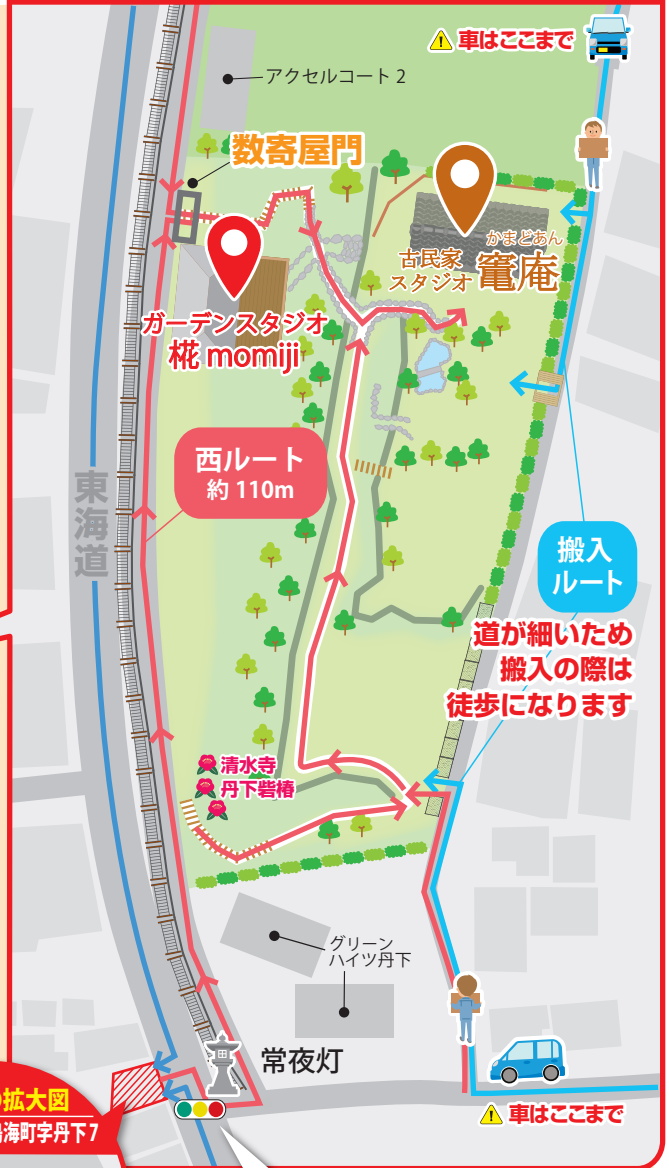 車はここまで
アクセルコート 2
数寄屋門
かまどあん
古民家
スタジオ 竃庵
ガーデンスタジオ
椛 momiji
西ルート
約 110m
東海道
搬入
ルート
道が細いため
搬入の際は
徒歩になります
清水寺
丹下砦椿
グリーン
ハイツ丹下
常夜灯
拡大図
海町字丹下7
車はここまで